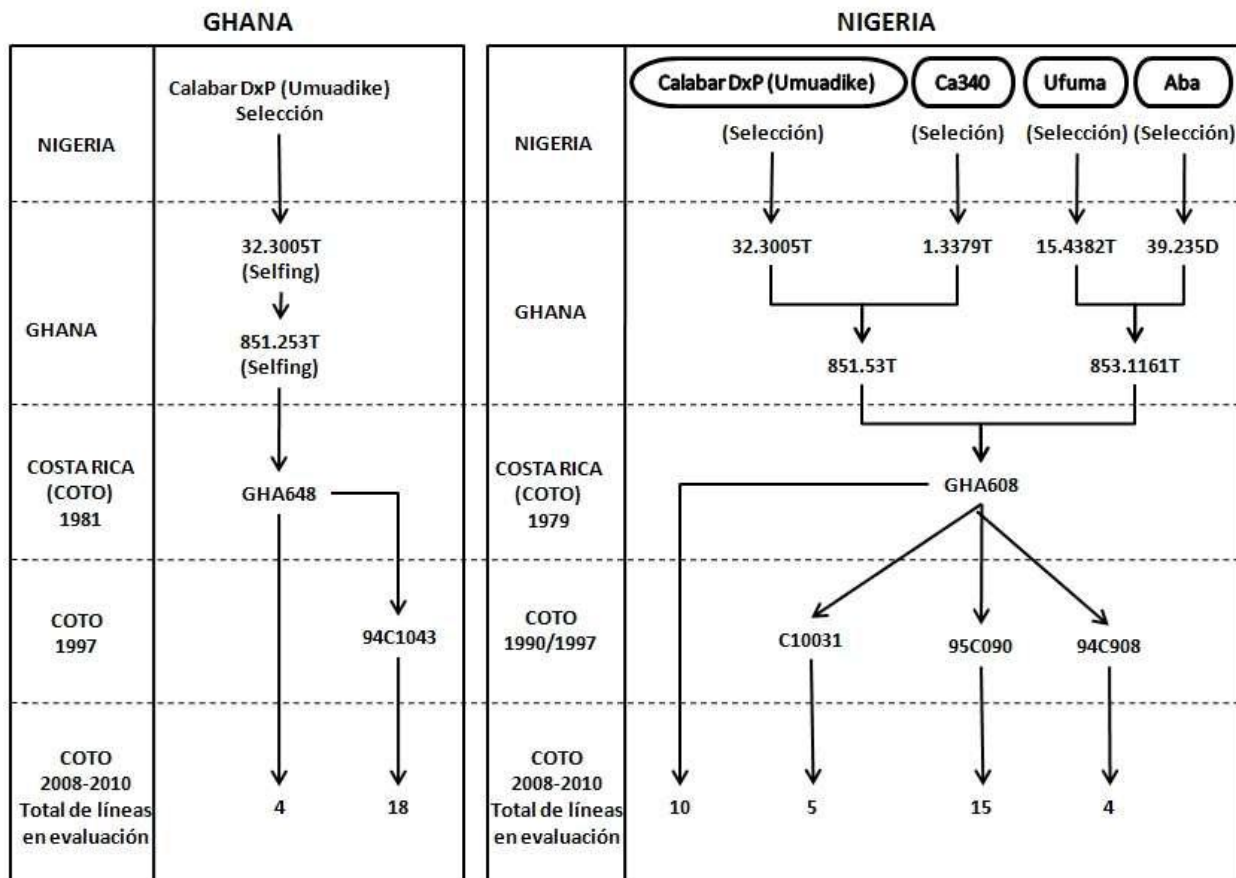 GHANA
NIGERIA
Calabar DxP (Umuadike)
Selección
NIGERIA
32.3005T
(Selfing)
GHANA
851.253T
(Selfing)
COSTA RICA
(COTO)
1981
GHA648
COTO
1997
94C1043
COTO
2008-2010
Total de líneas
en evaluación
4
18
Calabar DxP (Umuadike)
Ca340
Ufuma
Aba
(Selección)
(Seleción)
(Selección)
(Selección)
NIGERIA
32.3005T
1.3379T
15.4382T
39.235D
GHANA
851.53T
853.1161T
COSTA RICA
(COTO)
1979
GHA608
COTO
1990/1997
C10031
95C090
94C908
COTO
2008-2010
Total de líneas
en evaluación
10
5
15
4